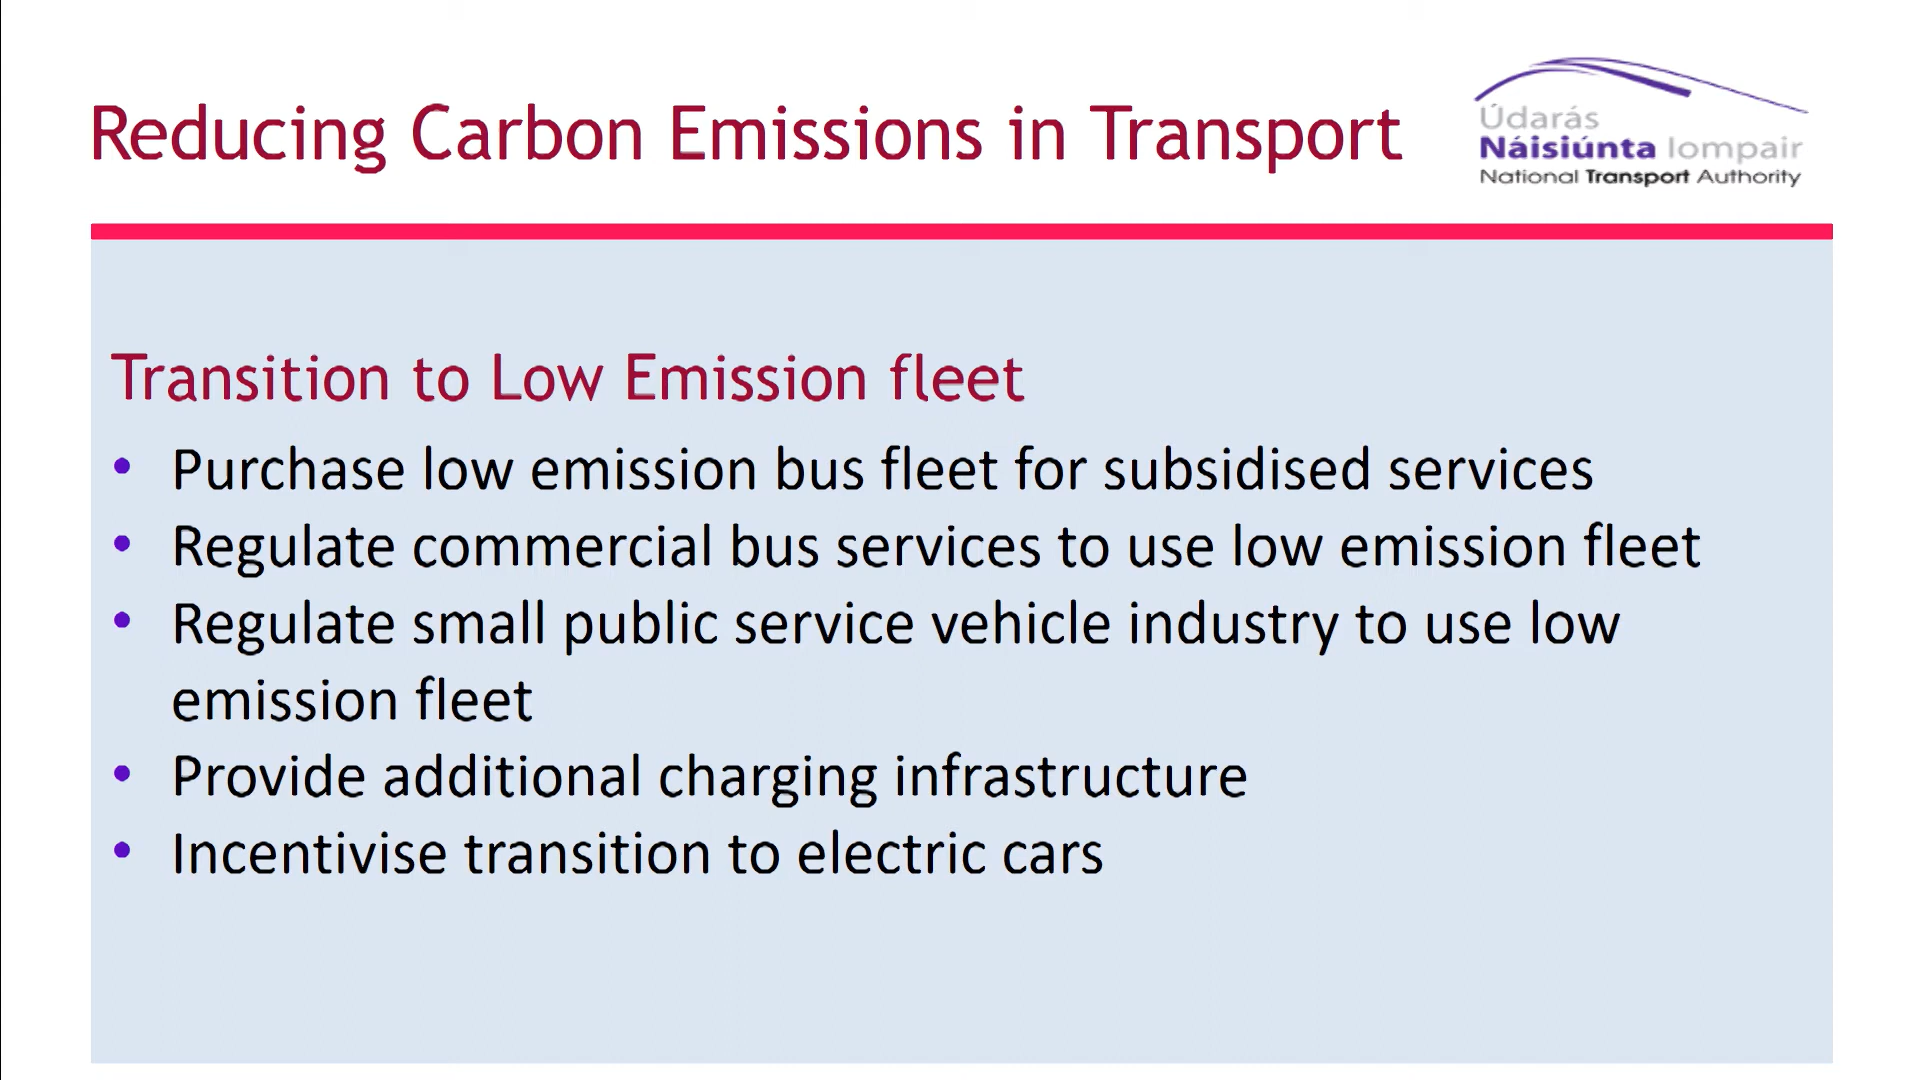 Reducing Carbon Emissions in Transport
Údarás
Náisiúnta Iompair
National Transport Authority
Transition to Low Emission fleet
• Purchase low emission bus fleet for subsidised services
• Regulate commercial bus services to use low emission fleet
• Regulate small public service vehicle industry to use low
emission fleet
• Provide additional charging infrastructure
• Incentivise transition to electric cars